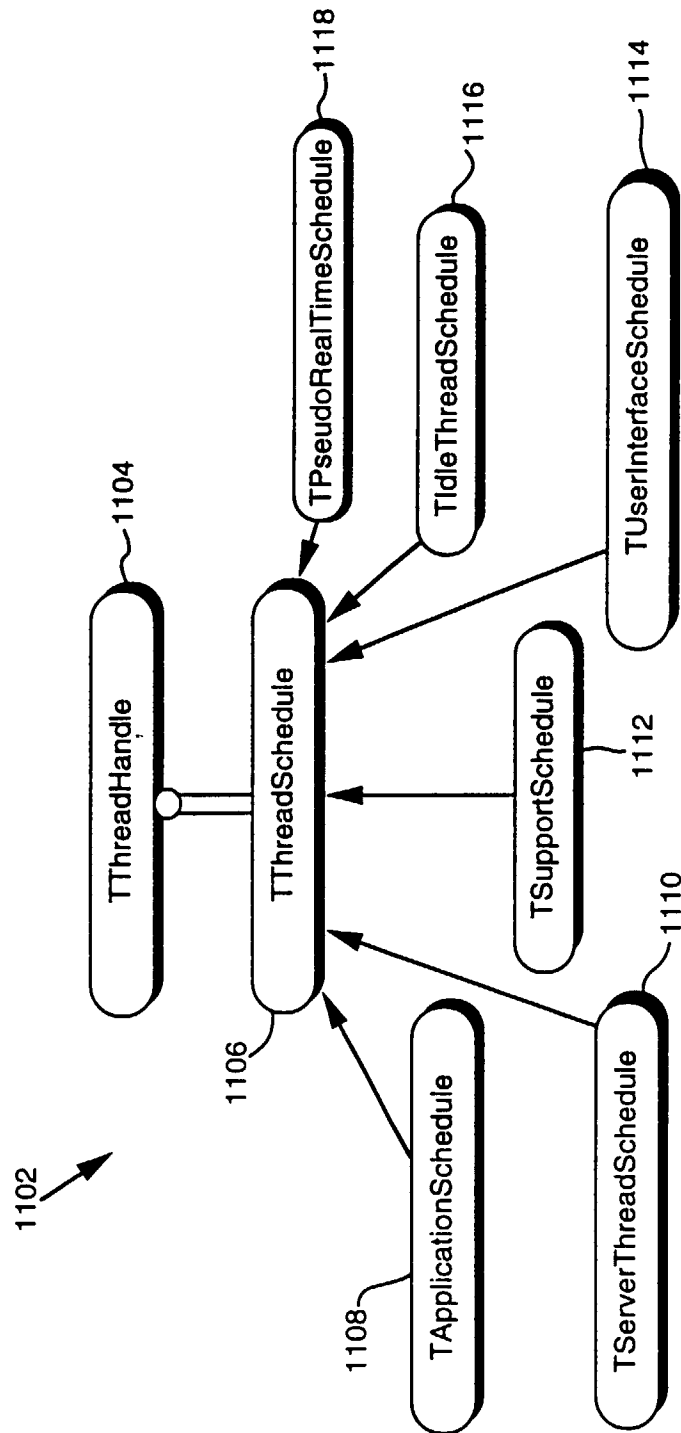 1102
TThreadHandle
1104
TThreadSchedule
1106
TPseudoRealTimeSchedule
1118
TApplicationSchedule
1108
TIdleThreadSchedule
1116
TSupportSchedule
1112
TServerThreadSchedule
1110
TUserInterfaceSchedule
1114